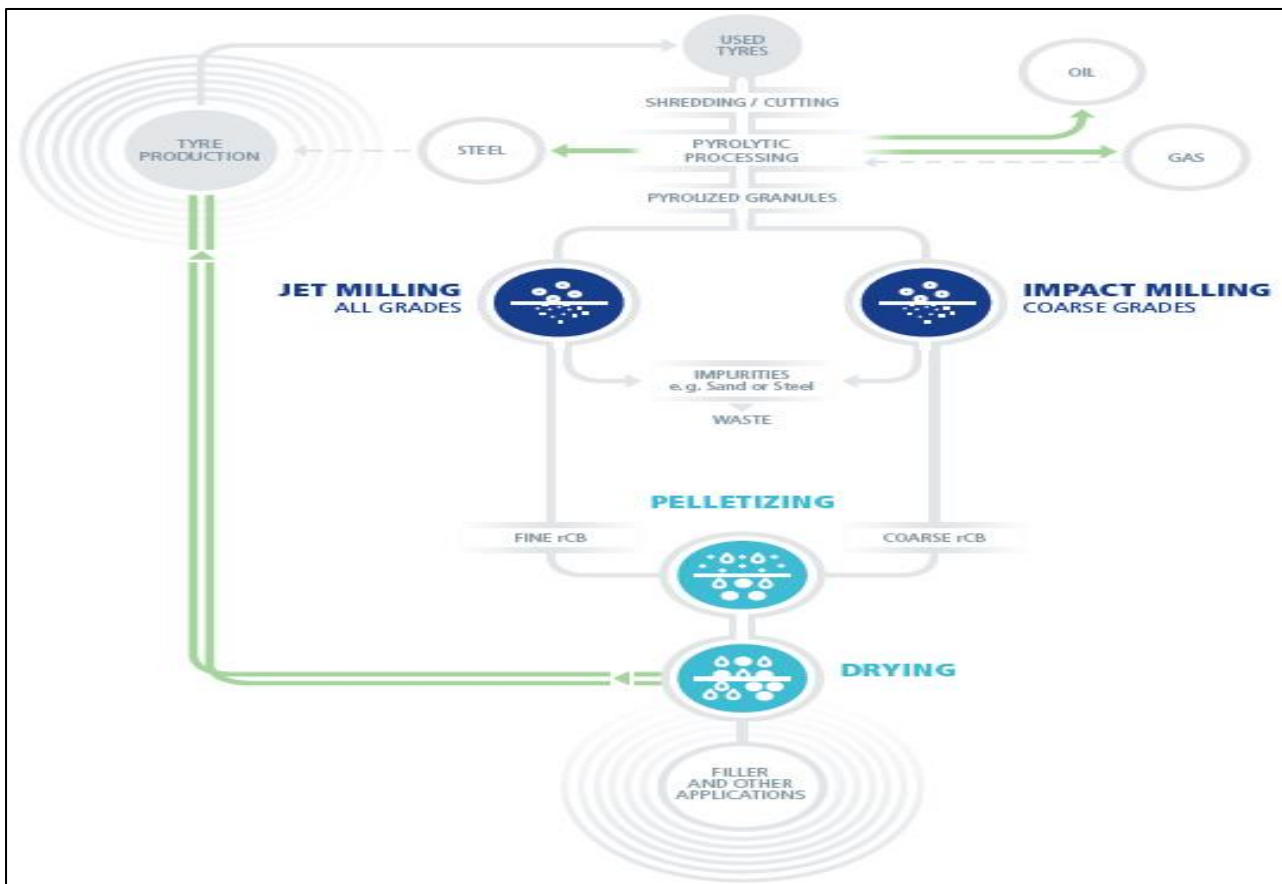 USED
TYRES
OIL
SHREDDING / CUTTING
TYRE
PRODUCTION
STEEL
PYROLYTIC
PROCESSING
GAS
PYROLIZED GRANULES
JET MILLING
ALL GRADES
IMPACT MILLING
COARSE GRADES
IMPURITIES
e. g. Sand or Steel
WASTE
PELLETIZING
FINE rCB
COARSE rCB
DRYING
FILLER
AND OTHER
APPLICATIONS